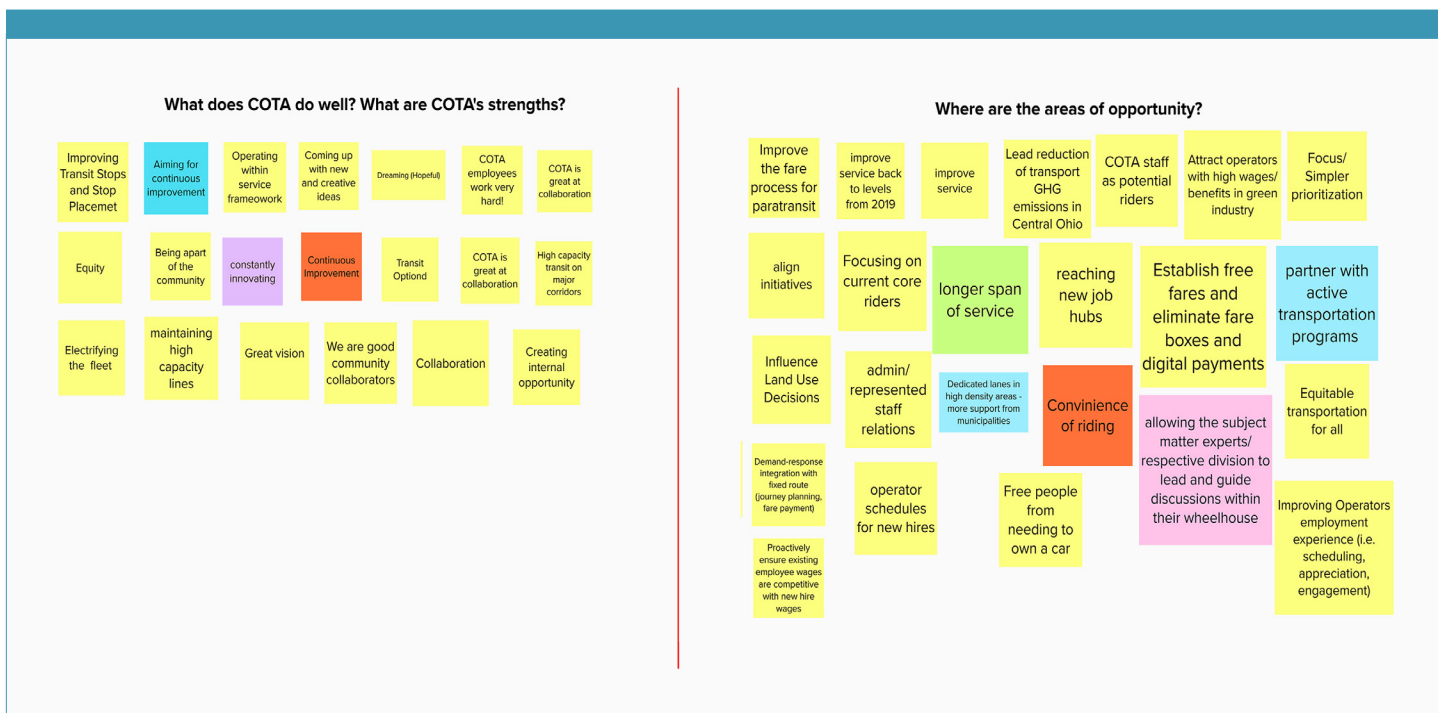 What does COTA do well? What are COTA's strengths?
Improving
Transit Stops
and Stop
Placemet
Aiming for
continuous
improvement
Operating
within
service
frameowork
Coming up
with new
and creative
ideas
Dreaming (Hopeful)
COTA
employees
work very
hard!
COTA is
great at
collaboration
Equity
Being apart
of the
community
constantly
innovating
Continuous
Improvement
Transit
Optiond
COTA is
great at
collaboration
High capacity
transit on
major
corridors
Electrifying
the fleet
maintaining
high
capacity
lines
Great vision
We are good
community
collaborators
Collaboration
Creating
internal
opportunity
Where are the areas of opportunity?
Improve
the fare
process for
paratransit
improve
service back
to levels
from 2019
improve
service
Lead reduction
of transport
GHG
emissions in
Central Ohio
COTA staff
as potential
riders
Attract operators
with high wages/
benefits in green
industry
Focus/
Simpler
prioritization
align
initiatives
Focusing on
current core
riders
longer span
of service
reaching
new job
hubs
Establish free
fares and
eliminate fare
boxes and
digital payments
partner with
active
transportation
programs
Influence
Land Use
Decisions
admin/
represented
staff
relations
Dedicated lanes in
high density areas -
more support from
municipalities
Convinience
of riding
allowing the subject
matter experts/
respective division to
lead and guide
discussions within
their wheelhouse
Equitable
transportation
for all
Demand-response
integration with
fixed route
(journey planning,
fare payment)
operator
schedules
for new hires
Free people
from
needing to
own a car
Improving Operators
employment
experience (i.e.
scheduling,
appreciation,
engagement)
Proactively
ensure existing
employee wages
are competitive
with new hire
wages